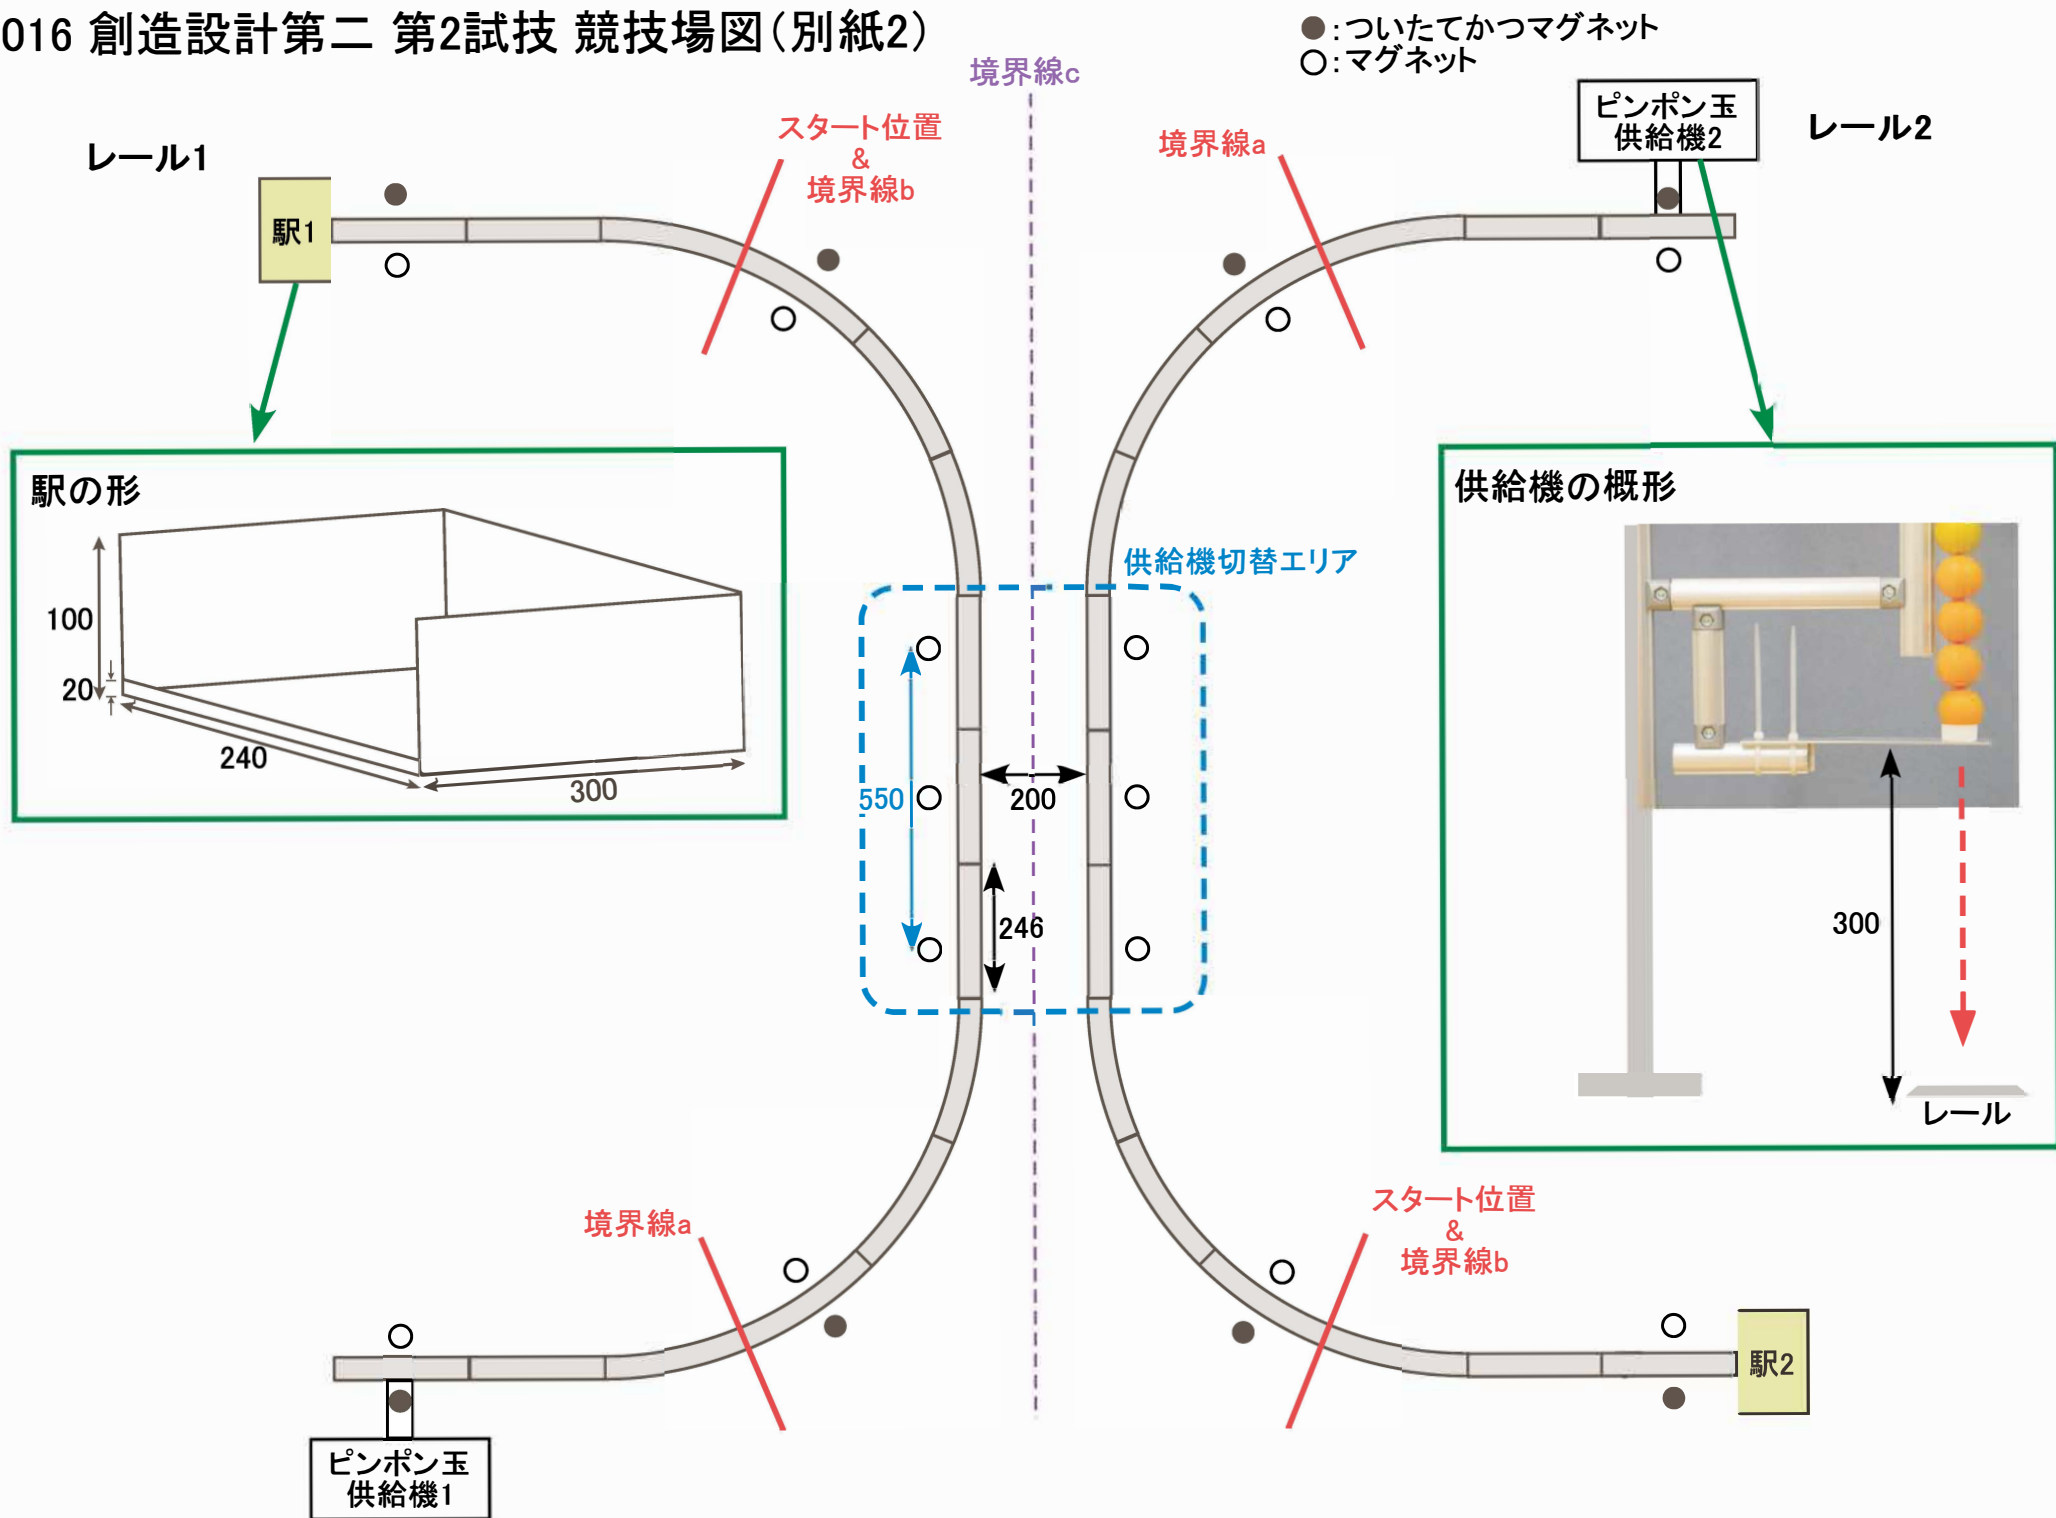 016 創造設計第二 第2試技 競技場図(別紙2)
●:ついたてかつマグネット
○:マグネット
境界線c
レール1
スタート位置
&
境界線b
境界線a
ピンポン玉
供給機2
レール2
駅1
駅の形
100
20
240
300
供給機の概形
300
レール
供給機切替エリア
550
200
246
境界線a
スタート位置
&
境界線b
駅2
ピンポン玉
供給機1